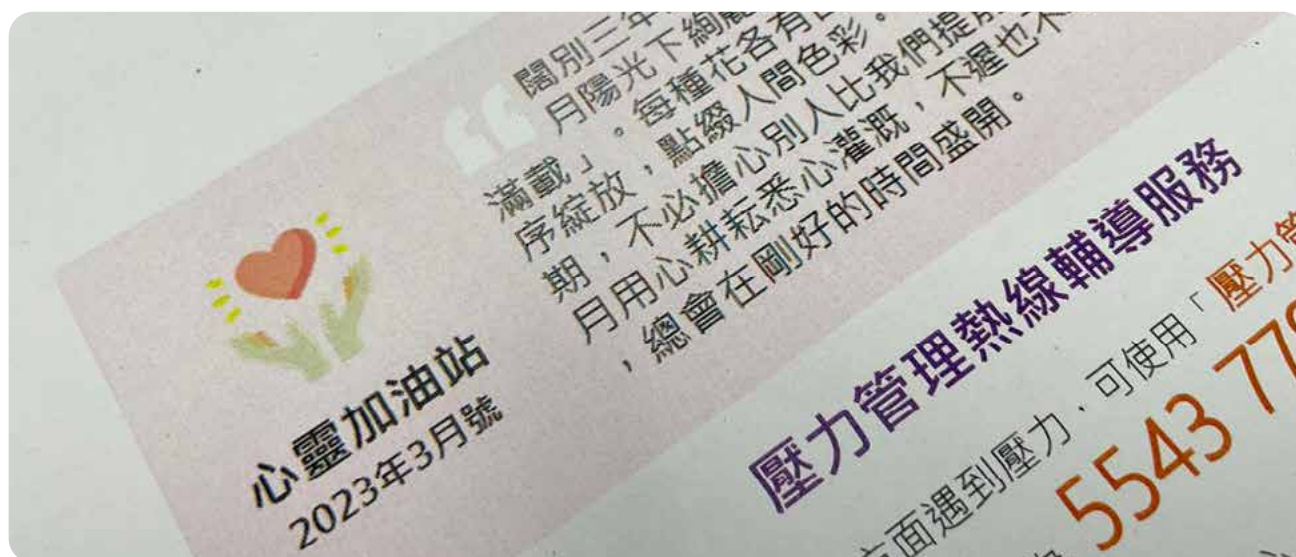 闊別三年
月陽光下絢麗
滿載」。每種花各有
序綻放，點綴人間色彩。
期，不必擔心別人比我們提前
月用心耕耘悉心灌溉，不遲也不
，總會在剛好的時間盛開。
心靈加油站
2023年3月號
壓力管理熱線輔導服務
方面遇到壓力，可使用「壓力管
5543 77
心